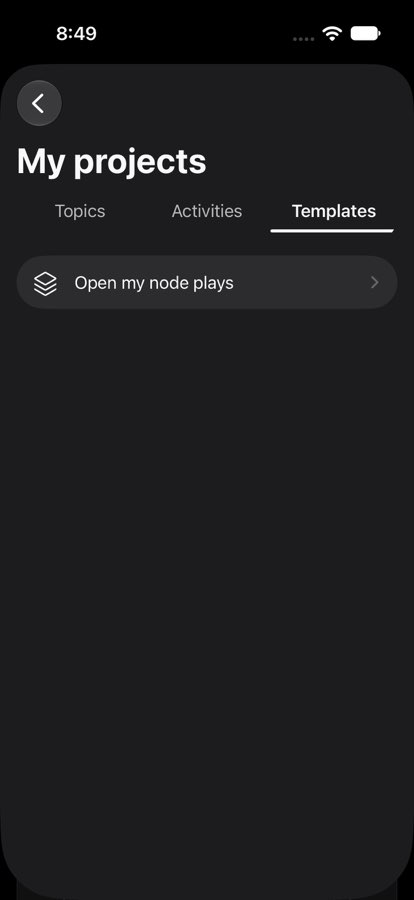 8:49
My projects
Topics
Activities
Templates
Open my node plays